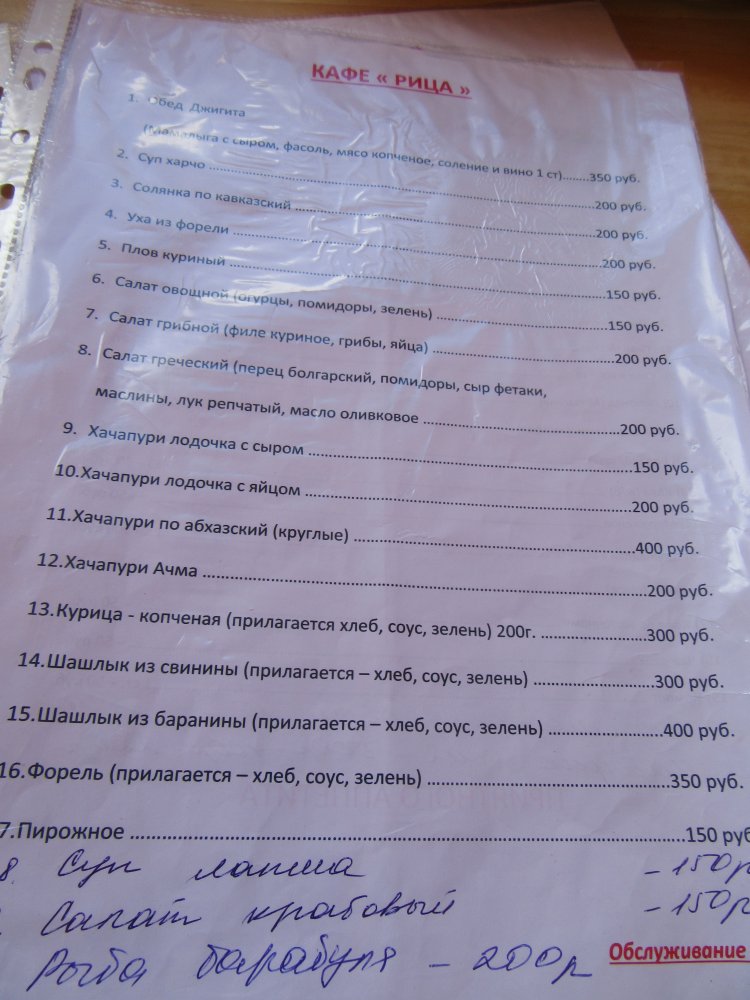 КАФЕ « РИЦА »
1. Обед Джигита
(Мамалыга с сыром, фасоль, мясо копченое, соление и вино 1 ст)........350 руб.
2. Суп харчо ........................................200 руб.
3. Солянка по кавказский ........................................200 руб.
4. Уха из форели ........................................200 руб.
5. Плов куриный ........................................150 руб.
6. Салат овощной (огурцы, помидоры, зелень) ........................................150 руб.
7. Салат грибной (филе куриное, грибы, яйца) ........................................200 руб.
8. Салат греческий (перец болгарский, помидоры, сыр фетаки,
маслины, лук репчатый, масло оливковое ........................................200 руб.
9. Хачапури лодочка с сыром ........................................150 руб.
10.Хачапури лодочка с яйцом ........................................200 руб.
11.Хачапури по абхазский (круглые) ........................................400 руб.
12.Хачапури Ачма ........................................200 руб.
13.Курица - копченая (прилагается хлеб, соус, зелень) 200г. ......................300 руб.
14.Шашлык из свинины (прилагается – хлеб, соус, зелень) ..........................300 руб.
15.Шашлык из баранины (прилагается – хлеб, соус, зелень) .........................400 руб.
16.Форель (прилагается – хлеб, соус, зелень) ........................................350 руб.
7.Пирожное ........................................150 руб
8. Суп лапша - 150р
Салат крабовый - 150р
Рыба барабуля - 200р
Обслуживание